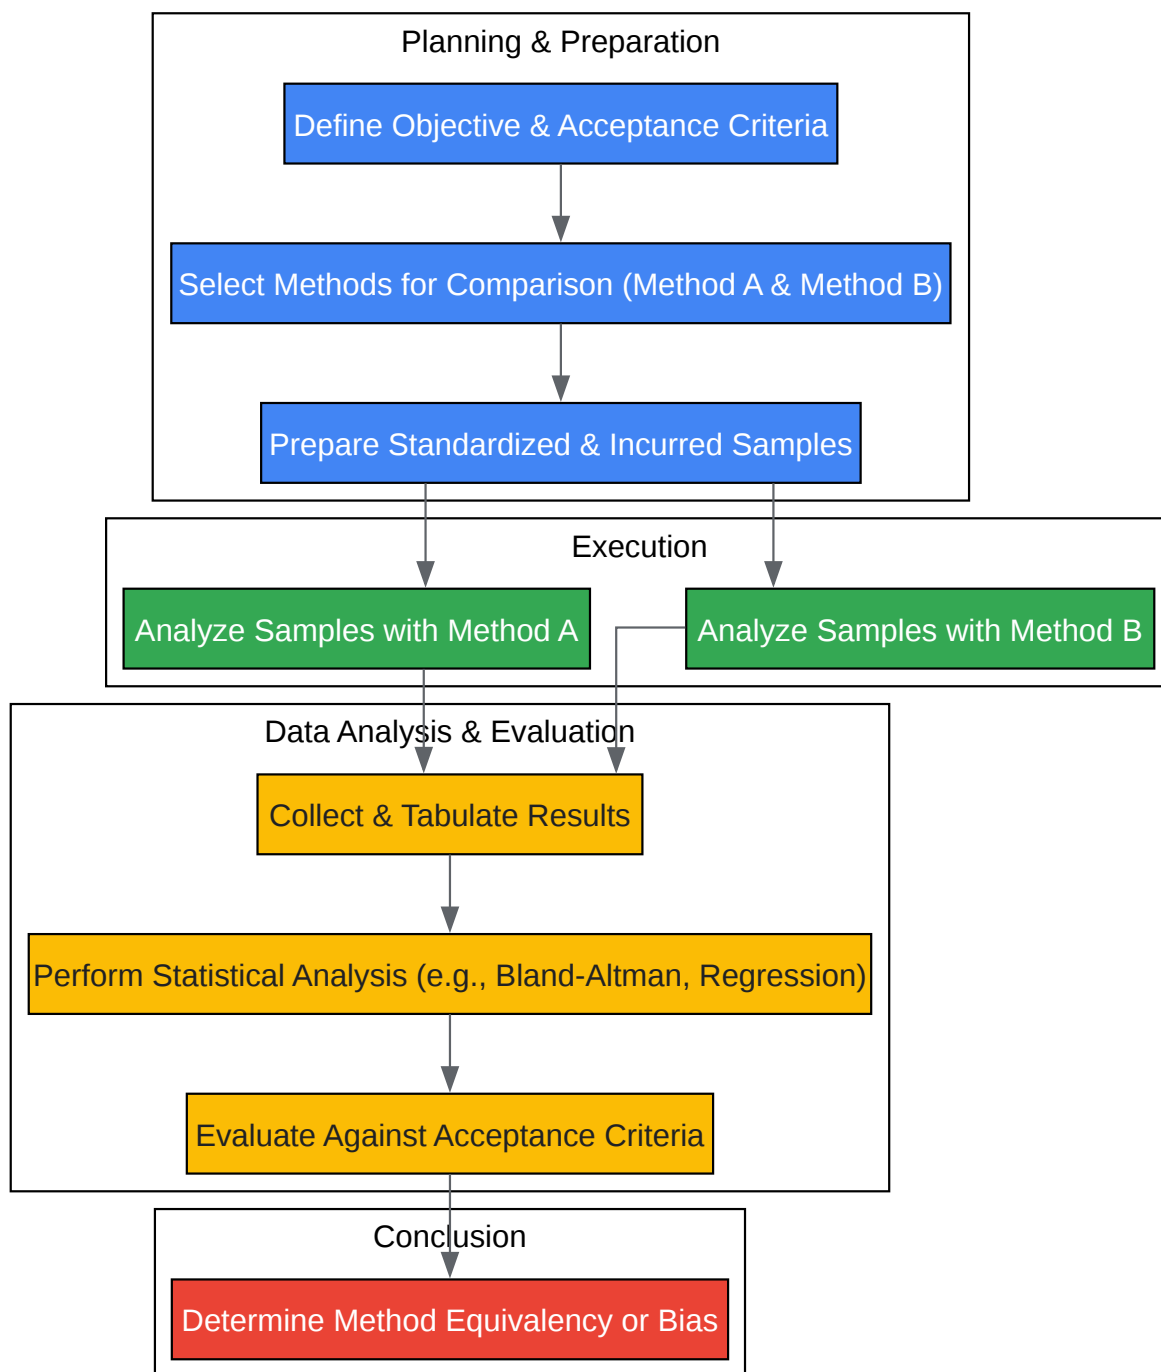 Planning & Preparation
Define Objective & Acceptance Criteria
Select Methods for Comparison (Method A & Method B)
Prepare Standardized & Incurred Samples
Execution
Analyze Samples with Method A
Analyze Samples with Method B
Data Analysis & Evaluation
Collect & Tabulate Results
Perform Statistical Analysis (e.g., Bland-Altman, Regression)
Evaluate Against Acceptance Criteria
Conclusion
Determine Method Equivalency or Bias